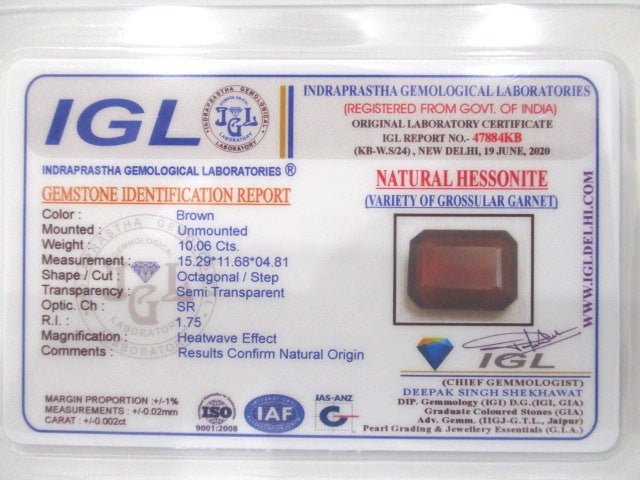 IGL
INDRAPRASTHA GEMOLOGICAL
IGL
LABORATORY
INDRAPRASTHA GEMOLOGICAL LABORATORIES ®
GEMSTONE IDENTIFICATION REPORT
Color : Brown
Mounted : Unmounted
Weight : 10.06 Cts.
Measurement : 15.29*11.68*04.81
Shape / Cut : Octagonal / Step
Transparency : Semi Transparent
Optic. Ch : SR
R.I. : 1.75
Magnification : Heatwave Effect
Comments : Results Confirm Natural Origin
MARGIN PROPORTION :+/-1%
MEASUREMENTS : +/-0.02mm
CARAT : +/-0.002ct
ISO
9001:2008
IAF
JAS-ANZ
INDRAPRASTHA GEMOLOGICAL LABORATORIES
(REGISTERED FROM GOVT. OF INDIA)
ORIGINAL LABORATORY CERTIFICATE
IGL REPORT NO.- 47884KB
(KB-W.S/24) , NEW DELHI, 19 JUNE, 2020
NATURAL HESSONITE
(VARIETY OF GROSSULAR GARNET)
WWW.IGLDELHI.COM
IGL
(CHIEF GEMMOLOGIST)
DEEPAK SINGH SHEKHAWAT
DIP. Gemmology (IGI) D.G.(IGI, GIA)
Graduate Coloured Stones (GIA)
Adv. Gemm. (IIGJ-G.T.L., Jaipur)
Pearl Grading & Jewellery Essentials (G.I.A.)